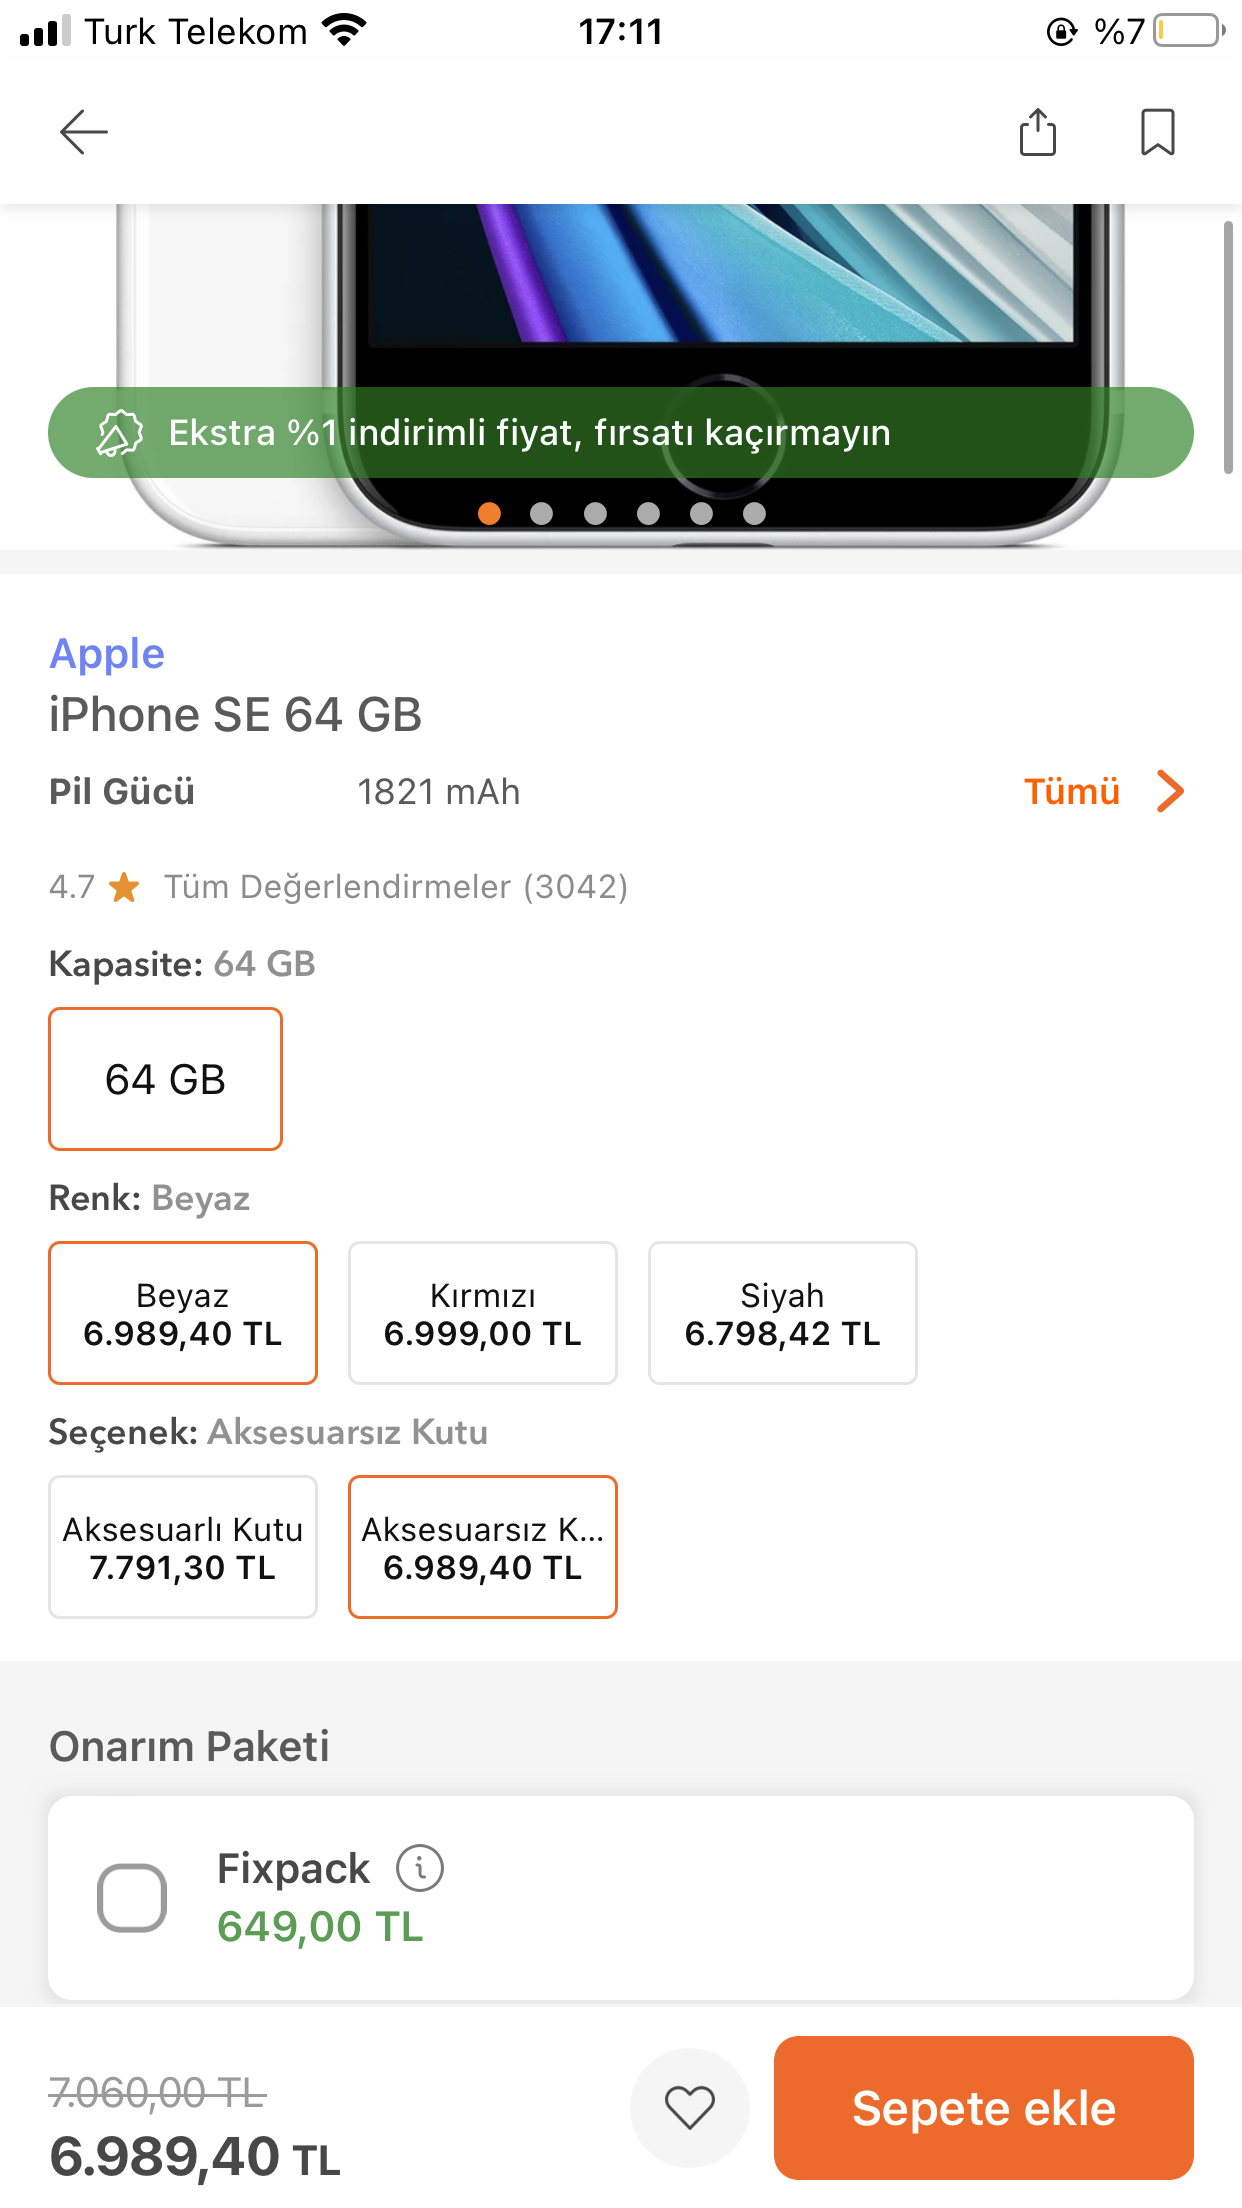 Turk Telekom 17:11 %7
Ekstra %1 indirimli fiyat, fırsatı kaçırmayın
Apple
iPhone SE 64 GB
Pil Gücü 1821 mAh Tümü
4.7 Tüm Değerlendirmeler (3042)
Kapasite: 64 GB
64 GB
Renk: Beyaz
Beyaz Kırmızı Siyah
6.989,40 TL 6.999,00 TL 6.798,42 TL
Seçenek: Aksesuarsız Kutu
Aksesuarlı Kutu Aksesuarsız K...
7.791,30 TL 6.989,40 TL
Onarım Paketi
Fixpack
649,00 TL
7.060,00 TL
6.989,40 TL
Sepete ekle